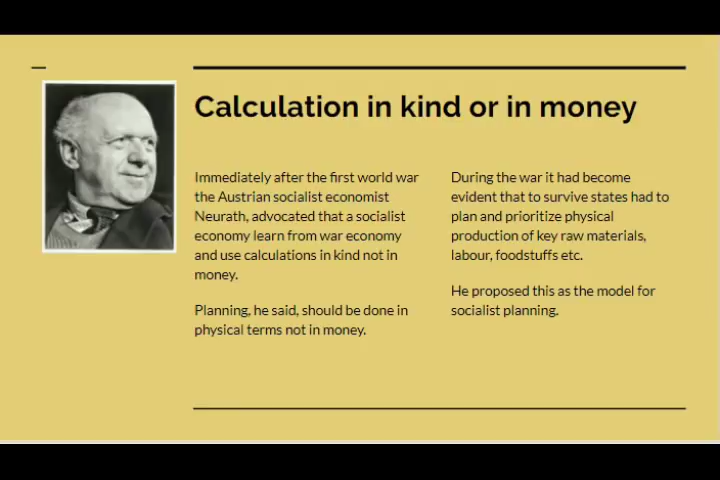 Calculation in kind or in money
Immediately after the first world war
the Austrian socialist economist
Neurath, advocated that a socialist
economy learn from war economy
and use calculations in kind not in
money.
Planning, he said, should be done in
physical terms not in money.
During the war it had become
evident that to survive states had to
plan and prioritize physical
production of key raw materials,
labour, foodstuffs etc.
He proposed this as the model for
socialist planning.